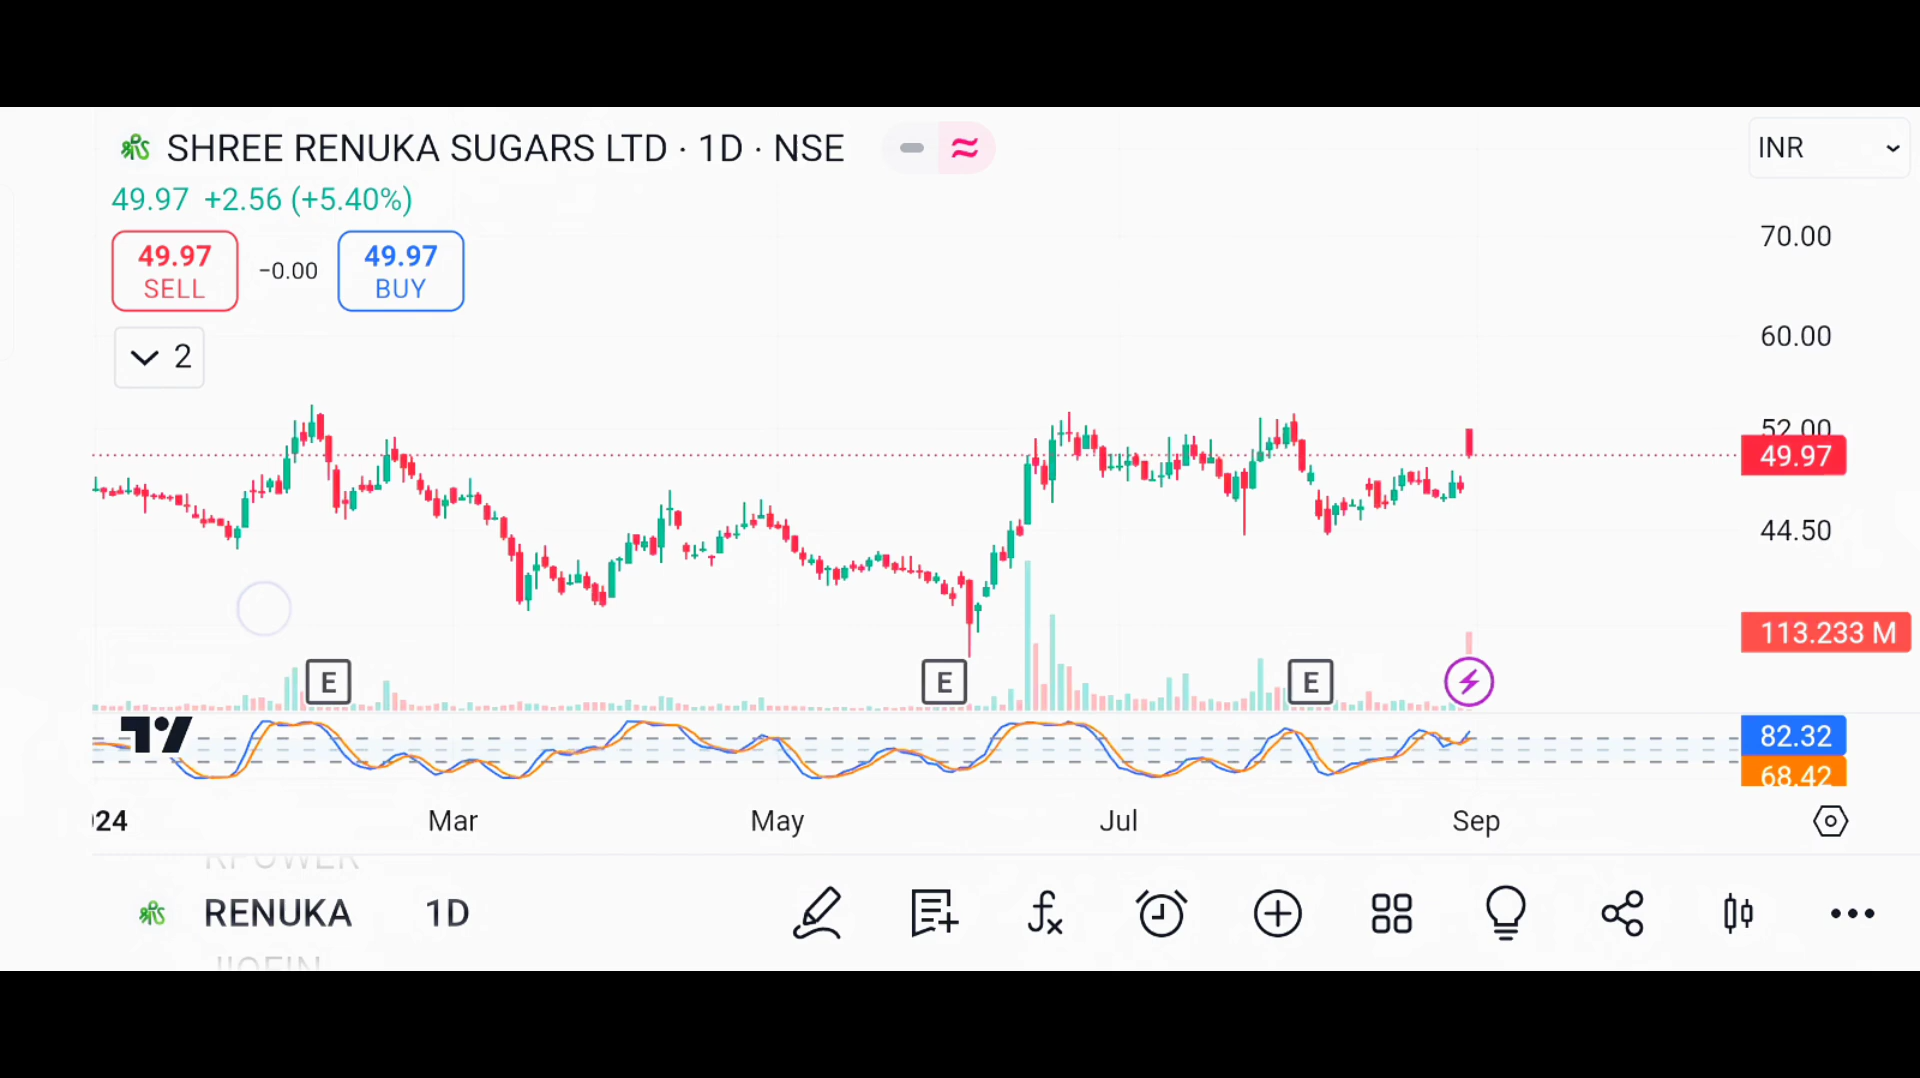 SHREE RENUKA SUGARS LTD · 1D · NSE
INR
49.97 +2.56 (+5.40%)
49.97
SELL
−0.00
49.97
BUY
2
70.00
60.00
52.00
49.97
44.50
113.233 M
E
E
E
82.32
68.42
Mar
May
Jul
Sep
RPOWER
RENUKA 1D
JIOFIN